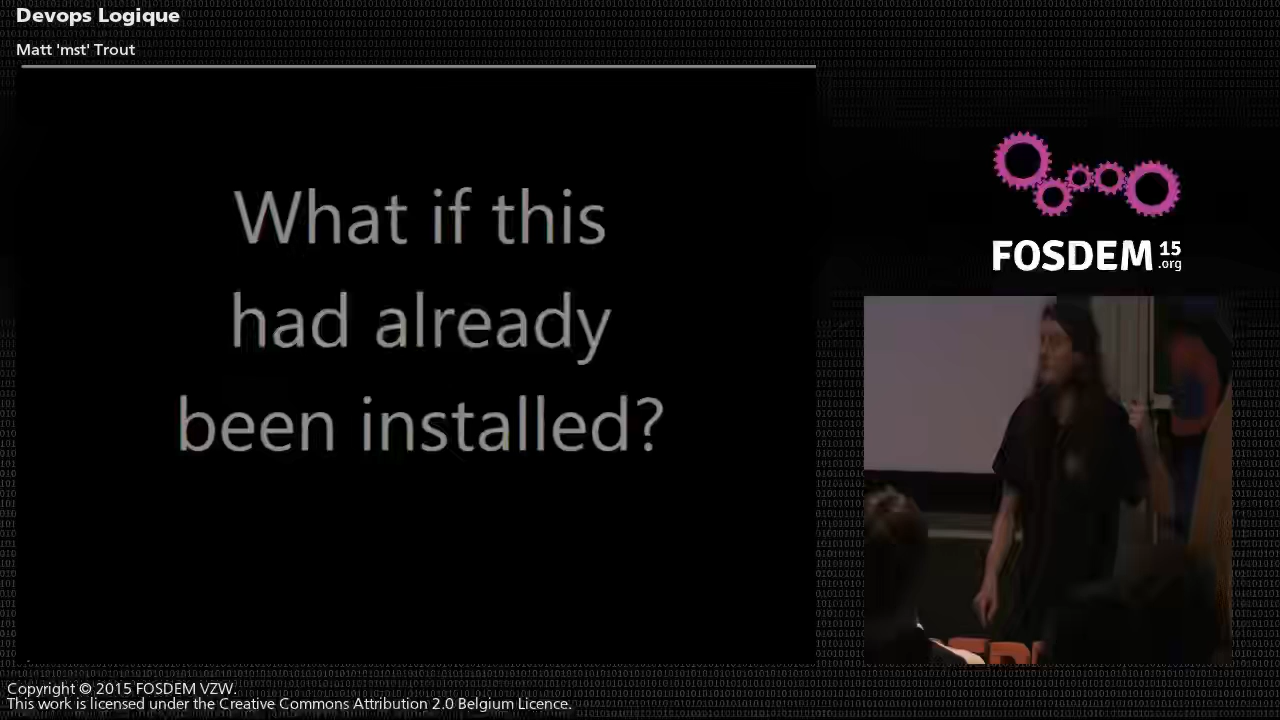 Devops Logique
Matt 'mst' Trout
What if this
had already
been installed?
FOSDEM 15
.org
Copyright © 2015 FOSDEM VZW.
This work is licensed under the Creative Commons Attribution 2.0 Belgium Licence.